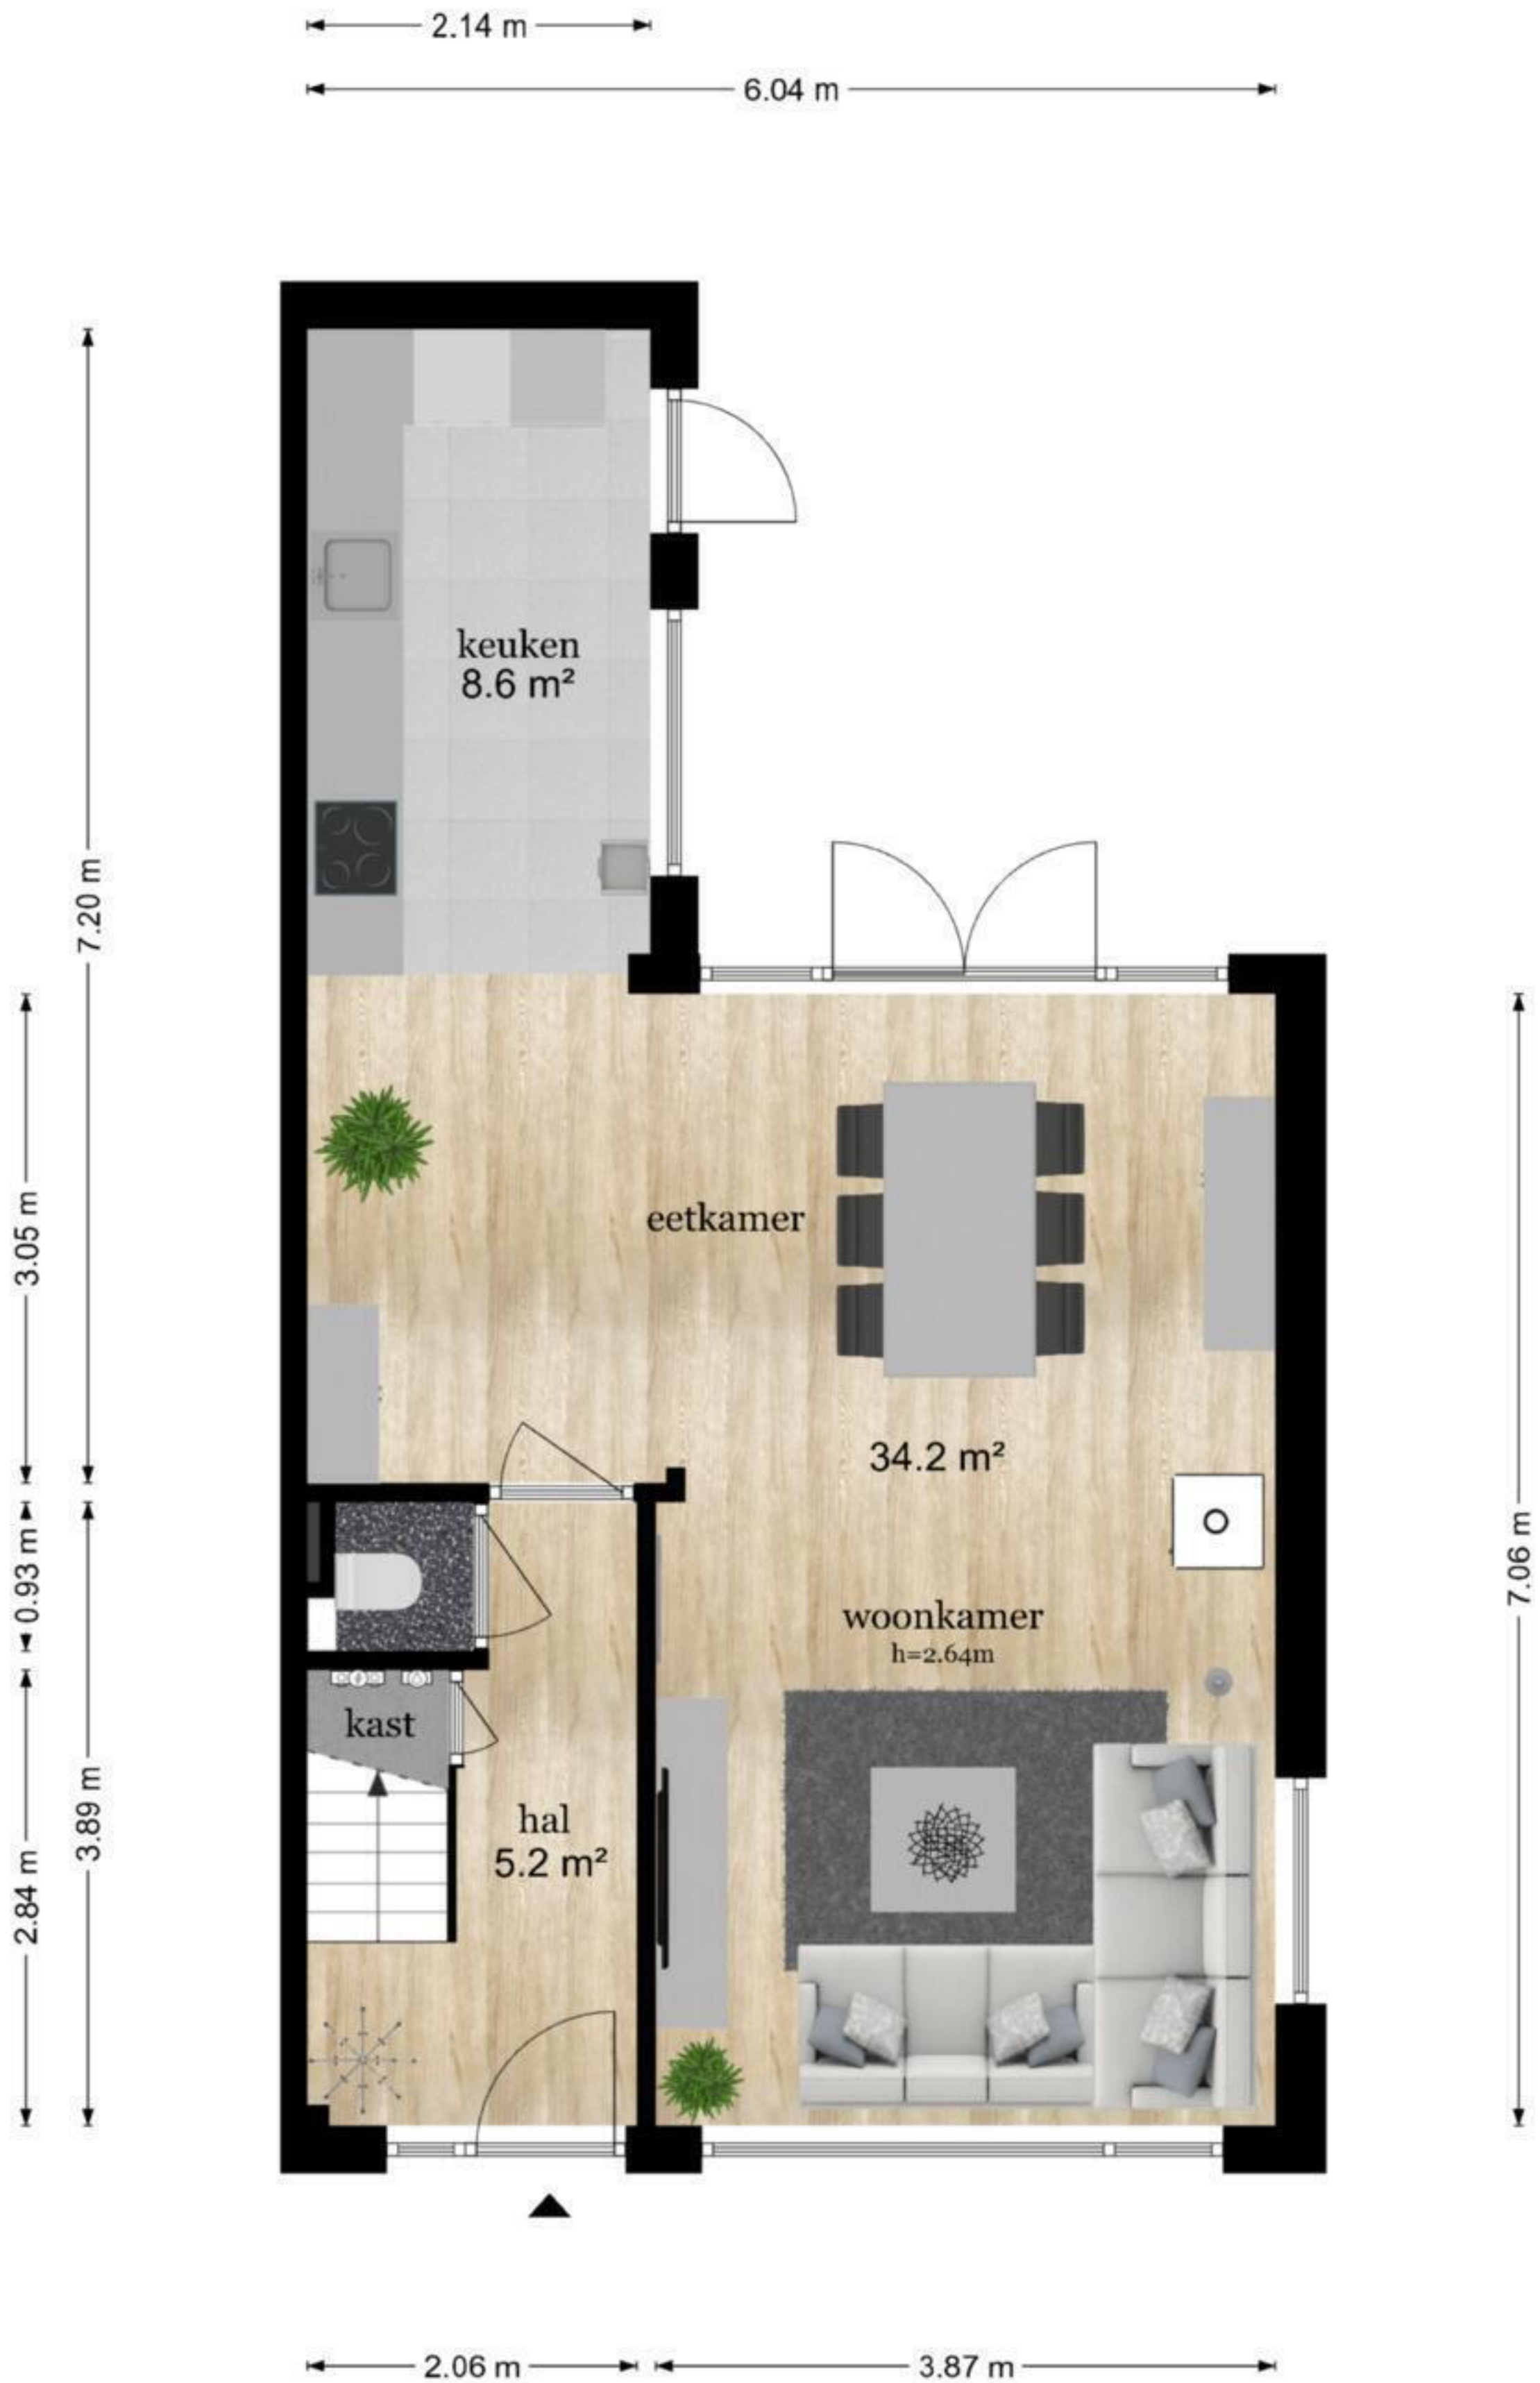 2.14 m
6.04 m
keuken
8.6 m²
7.20 m
eetkamer
3.05 m
34.2 m²
0.93 m
7.06 m
woonkamer
h=2.64m
kast
hal
5.2 m²
3.89 m
2.84 m
2.06 m
3.87 m